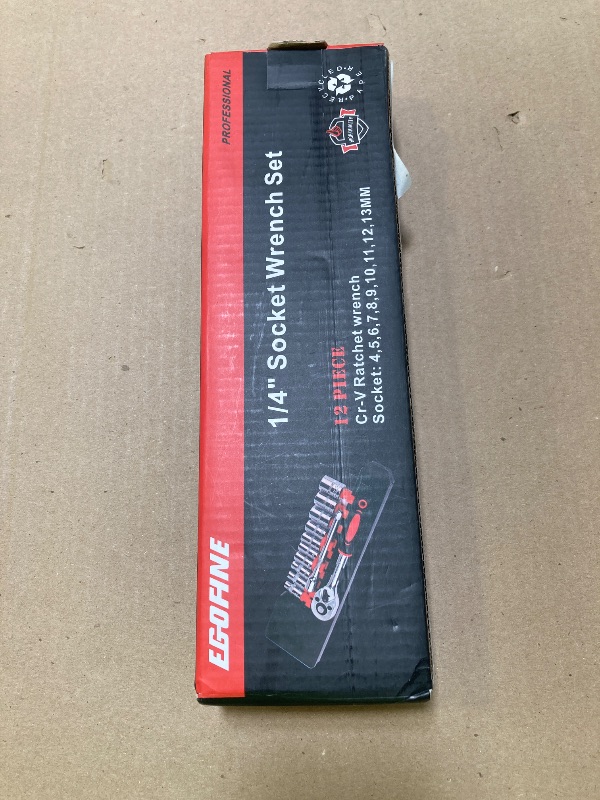 PROFESSIONAL
EGOFINE
1/4" Socket Wrench Set
12 PIECE
Cr-V Ratchet wrench
Socket: 4,5,6,7,8,9,10,11,12,13MM